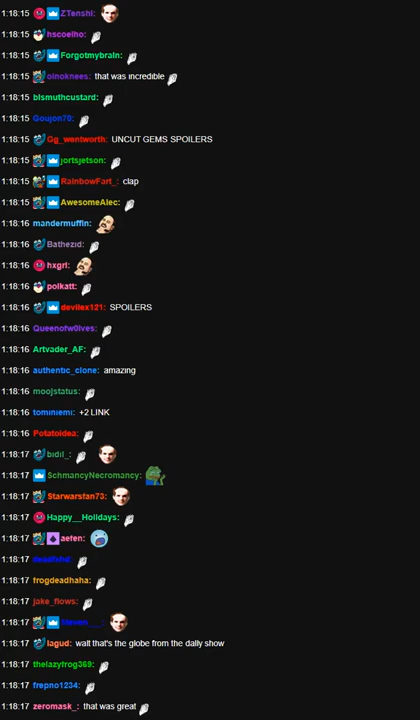 1:18:15 ZTenshi:
1:18:15 hscoelho:
1:18:15 Forgotmybrain:
1:18:15 oinoknees: that was incredible
1:18:15 bismuthcustard:
1:18:15 Goujon70:
1:18:15 Gg_wentworth: UNCUT GEMS SPOILERS
1:18:15 jortsjetson:
1:18:15 RainbowFart_: clap
1:18:15 AwesomeAlec:
1:18:16 mandermuffin:
1:18:16 Bathezid:
1:18:16 hxgrl:
1:18:16 polkatt:
1:18:16 devilex121: SPOILERS
1:18:16 Queenofw0lves:
1:18:16 Artvader_AF:
1:18:16 authentic_clone: amazing
1:18:16 moojstatus:
1:18:16 tominiemi: +2 LINK
1:18:16 Potatoidea:
1:18:17 bidil_:
1:18:17 SchmancyNecromancy:
1:18:17 Starwarsfan73:
1:18:17 Happy__Holidays:
1:18:17 aefen:
1:18:17
1:18:17 frogdeadhaha:
1:18:17 jake_flows:
1:18:17
1:18:17 lagud: wait that's the globe from the daily show
1:18:17 thelazyfrog369:
1:18:17 frepno1234:
1:18:17 zeromask_: that was great